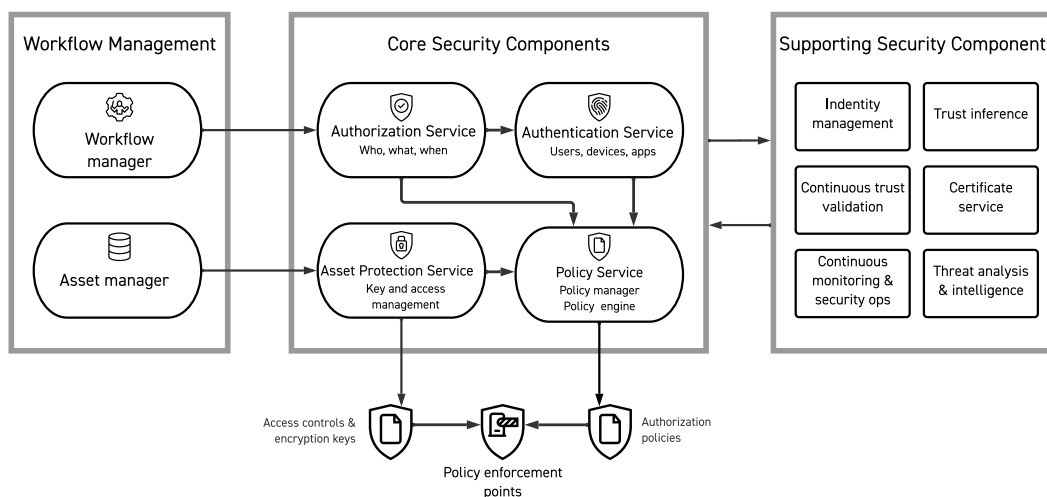 Workflow Management
Workflow
manager
Asset manager
Core Security Components
Authorization Service
Who, what, when
Authentication Service
Users, devices, apps
Asset Protection Service
Key and access
management
Policy Service
Policy manager
Policy engine
Supporting Security Component
Indentity
management
Trust inference
Continuous trust
validation
Certificate
service
Continuous
monitoring &
security ops
Threat analysis
& intelligence
Access controls &
encryption keys
Policy enforcement
points
Authorization
policies